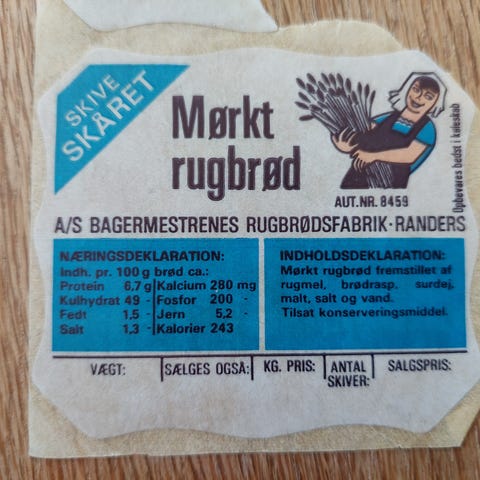 SKIVE
SKÅRET
Mørkt
rugbrød
AUT.NR. 8459
Opbevares bedst i køleskab
A/S BAGERMESTRENES RUGBRØDSFABRIK·RANDERS
NÆRINGSDEKLARATION:
Indh. pr. 100 g brød ca.:
Protein 6,7 g Kalcium 280 mg
Kulhydrat 49 - Fosfor 200 -
Fedt 1,5 - Jern 5,2 -
Salt 1,3 - Kalorier 243
INDHOLDSDEKLARATION:
Mørkt rugbrød fremstillet af
rugmel, brødrasp, surdej,
malt, salt og vand.
Tilsat konserveringsmiddel.
VÆGT: SÆLGES OGSÅ: KG. PRIS: ANTAL SKIVER: SALGSPRIS: